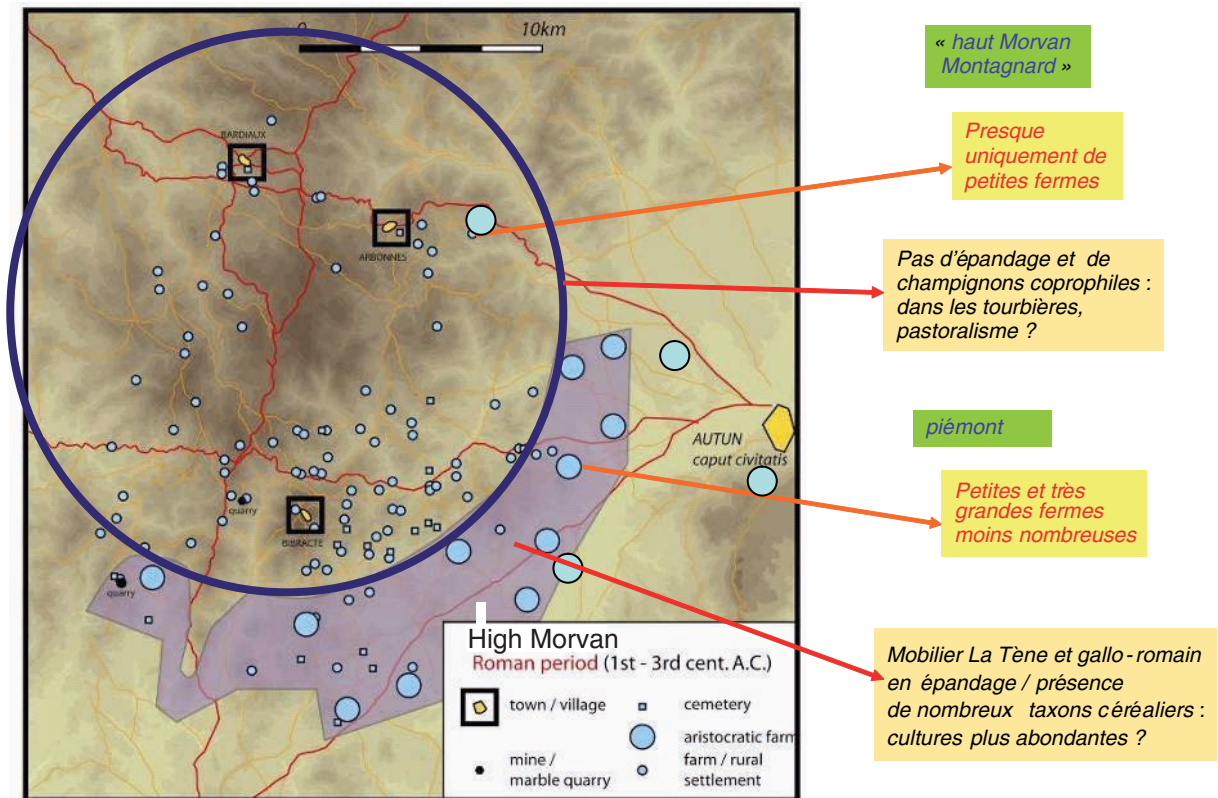 0 10km
BARDIAUX
ARBONNES
AUTUN
caput civitatis
quarry
BIBRACTE
quarry
High Morvan
Roman period (1st - 3rd cent. A.C.)
town / village
cemetery
aristocratic farm
mine /
marble quarry
farm / rural
settlement
« haut Morvan
Montagnard »
Presque
uniquement de
petites fermes
Pas d'épandage et de
champignons coprophiles :
dans les tourbières,
pastoralisme ?
piémont
Petites et très
grandes fermes
moins nombreuses
Mobilier La Tène et gallo-romain
en épandage / présence
de nombreux taxons céréaliers :
cultures plus abondantes ?